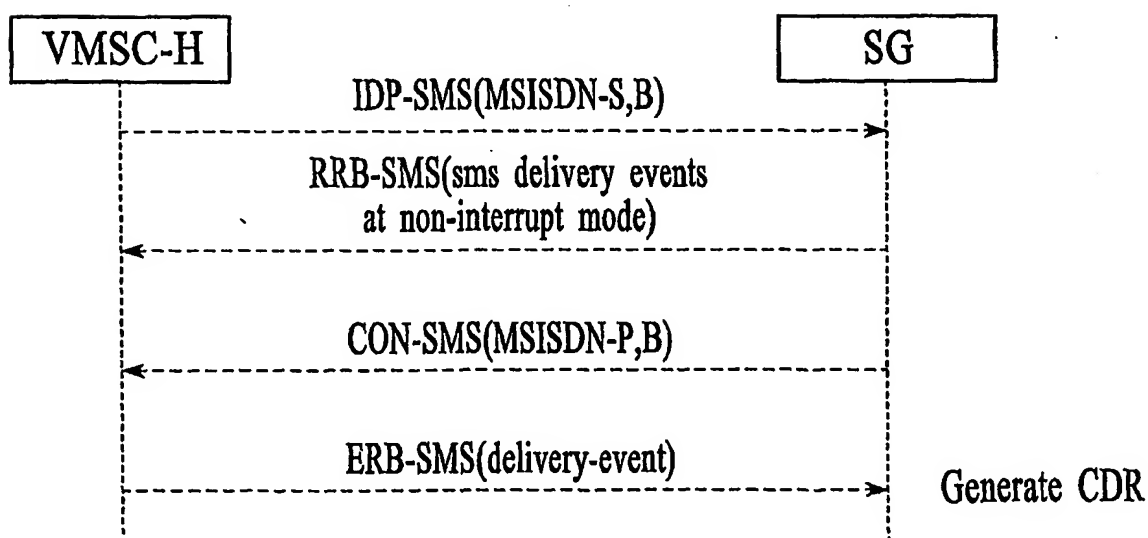 VMSC-H
SG
IDP-SMS(MSISDN-S,B)
RRB-SMS(sms delivery events
at non-interrupt mode)
CON-SMS(MSISDN-P,B)
ERB-SMS(delivery-event)
Generate CDR